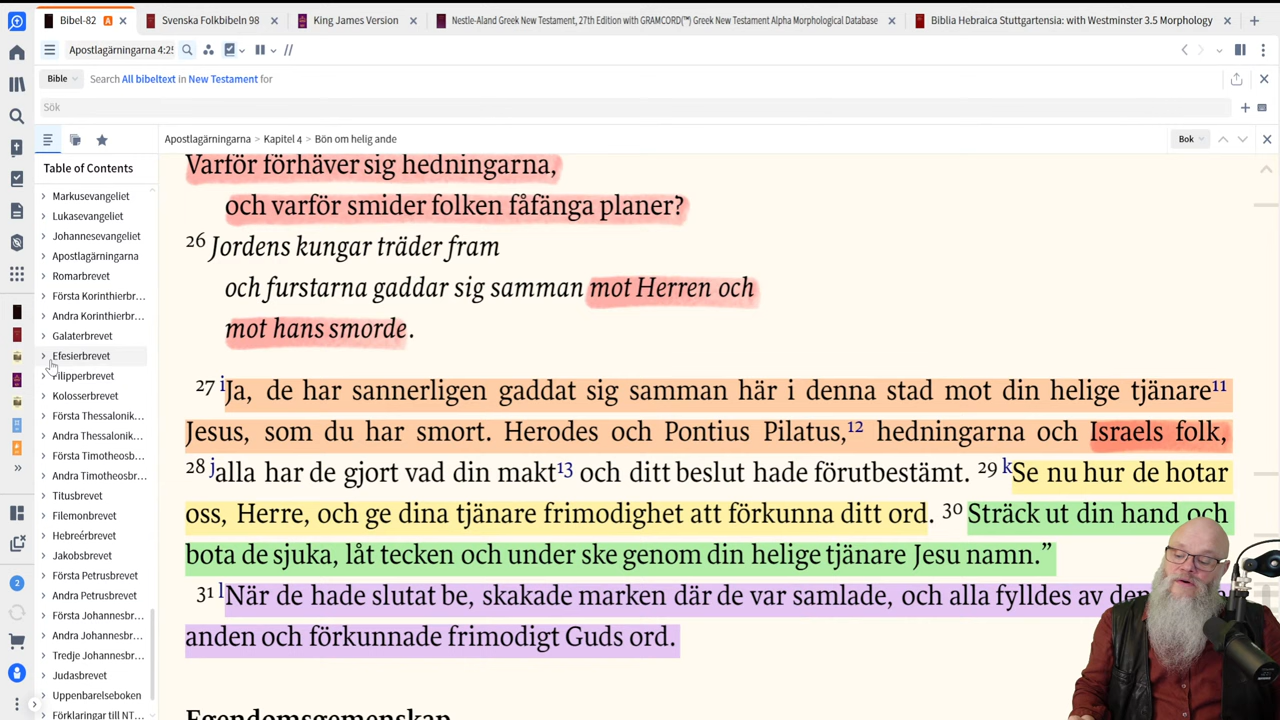 Bibel-82 A
Svenska Folkbibeln 98
King James Version
Nestle-Aland Greek New Testament, 27th Edition with GRAMCORD(™) Greek New Testament Alpha Morphological Database
Biblia Hebraica Stuttgartensia: with Westminster 3.5 Morphology
Apostlagärningarna 4:25
Bible
Search All bibeltext in New Testament for
Sök
Apostlagärningarna > Kapitel 4 > Bön om helig ande
Bok
Table of Contents
Markusevangeliet
Lukasevangeliet
Johannesevangeliet
Apostlagärningarna
Romarbrevet
Första Korinthierbr...
Andra Korinthierbr...
Galaterbrevet
Efesierbrevet
Filipperbrevet
Kolosserbrevet
Första Thessalonik...
Andra Thessalonik...
Första Timotheosb...
Andra Timotheosb...
Titusbrevet
Filemonbrevet
Hebreérbrevet
Jakobsbrevet
Första Petrusbrevet
Andra Petrusbrevet
Första Johannesbr...
Andra Johannesbr...
Tredje Johannesbr...
Judasbrevet
Uppenbarelseboken
Förklaringar till NT...
2
Varför förhäver sig hedningarna,
och varför smider folken fåfänga planer?
26 Jordens kungar träder fram
och furstarna gaddar sig samman mot Herren och
mot hans smorde.
27 i Ja, de har sannerligen gaddat sig samman här i denna stad mot din helige tjänare11
Jesus, som du har smort. Herodes och Pontius Pilatus,12 hedningarna och Israels folk,
28 j alla har de gjort vad din makt13 och ditt beslut hade förutbestämt. 29 k Se nu hur de hotar
oss, Herre, och ge dina tjänare frimodighet att förkunna ditt ord. 30 Sträck ut din hand och
bota de sjuka, låt tecken och under ske genom din helige tjänare Jesu namn.”
31 l När de hade slutat be, skakade marken där de var samlade, och alla fylldes av
anden och förkunnade frimodigt Guds ord.
Egendomsgemenskap